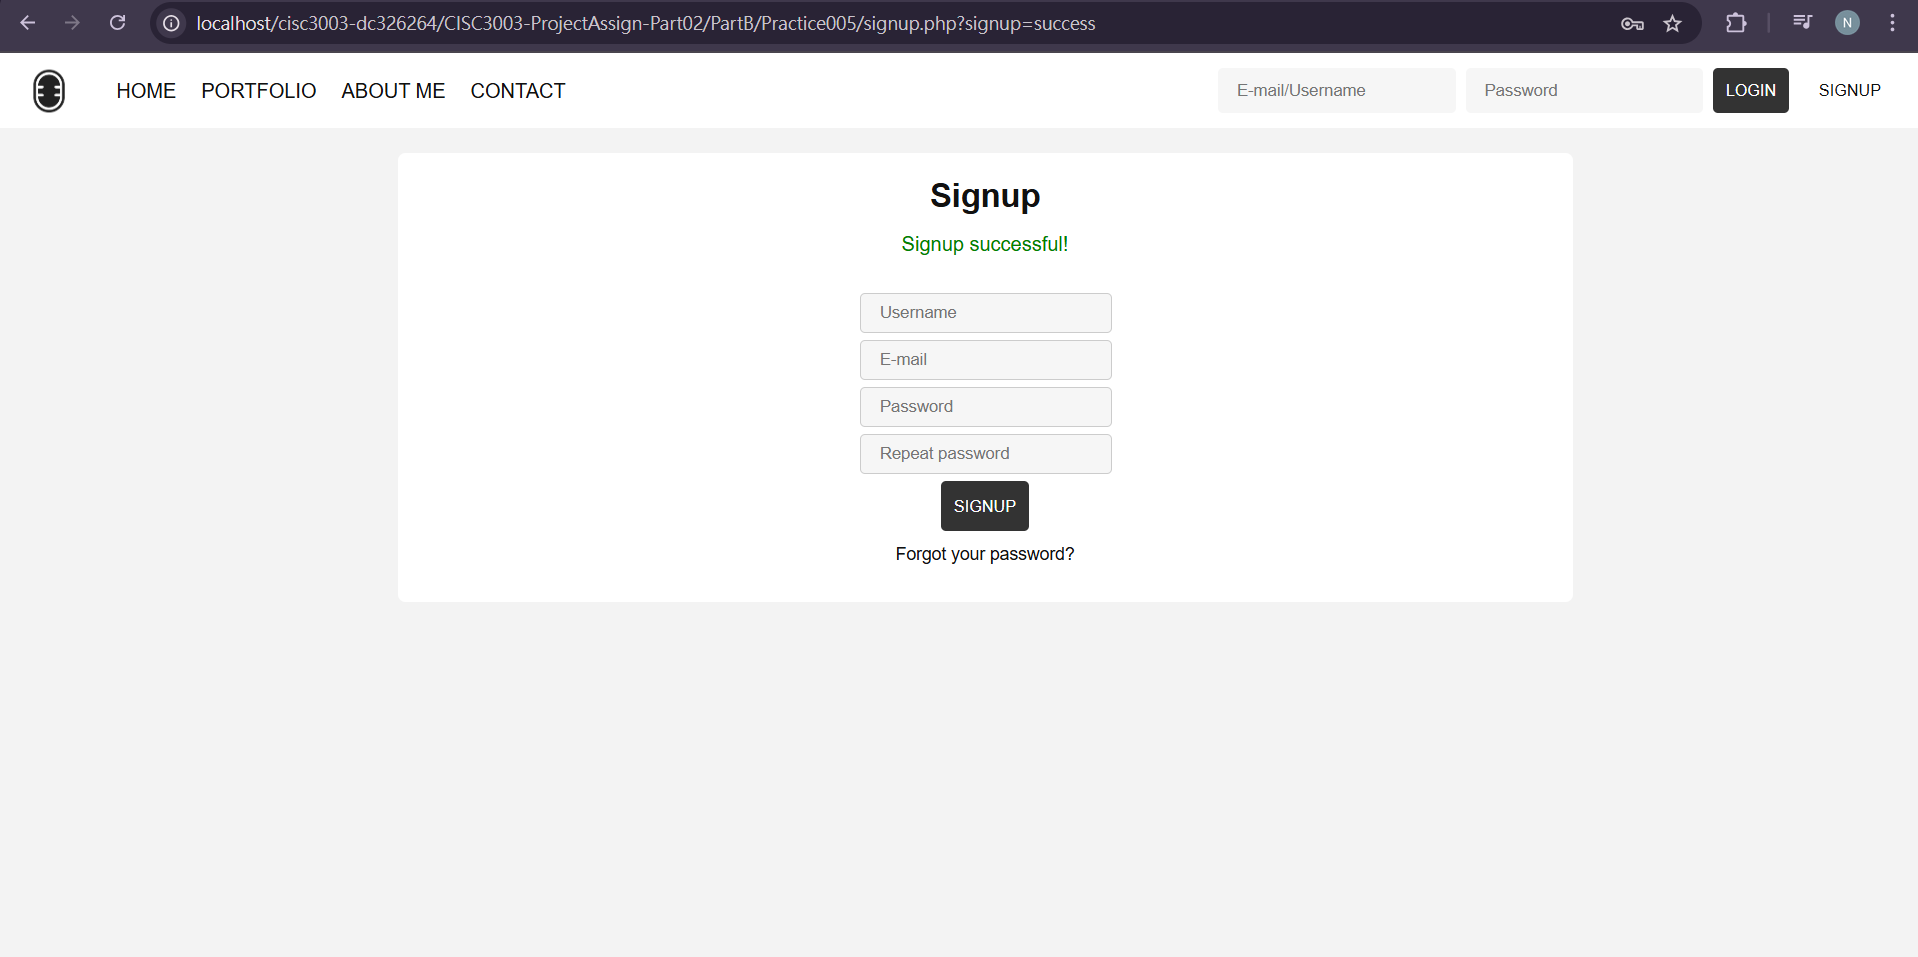 localhost/cisc3003-dc326264/CISC3003-ProjectAssign-Part02/PartB/Practice005/signup.php?signup=success
N
HOME PORTFOLIO ABOUT ME CONTACT E-mail/Username Password LOGIN SIGNUP
Signup
Signup successful!
Username
E-mail
Password
Repeat password
SIGNUP
Forgot your password?